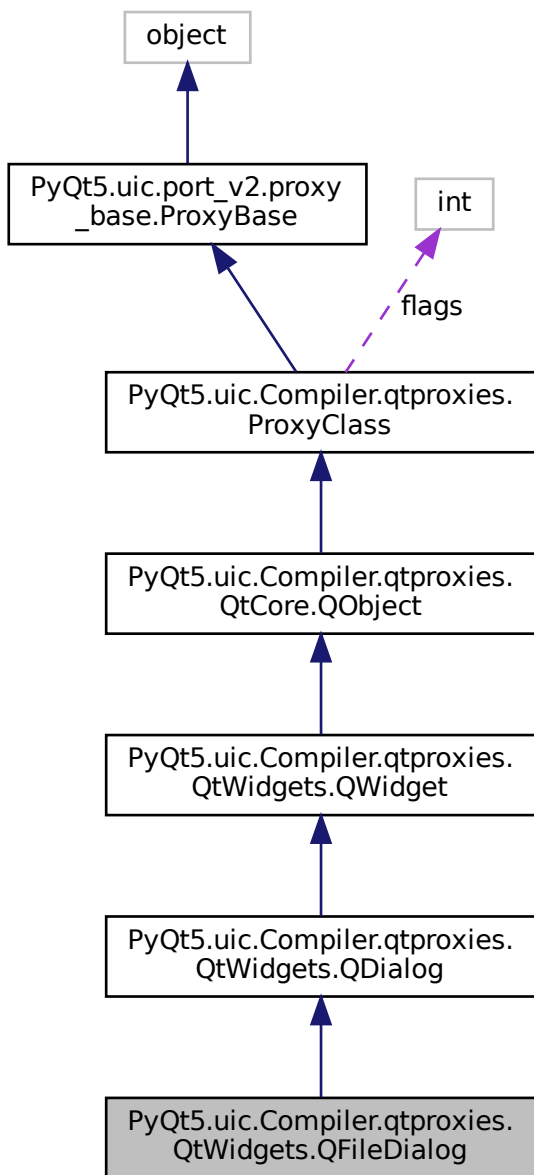 object
PyQt5.uic.port_v2.proxy
_base.ProxyBase
int
flags
PyQt5.uic.Compiler.qtproxies.
ProxyClass
PyQt5.uic.Compiler.qtproxies.
QtCore.QObject
PyQt5.uic.Compiler.qtproxies.
QtWidgets.QWidget
PyQt5.uic.Compiler.qtproxies.
QtWidgets.QDialog
PyQt5.uic.Compiler.qtproxies.
QtWidgets.QFileDialog